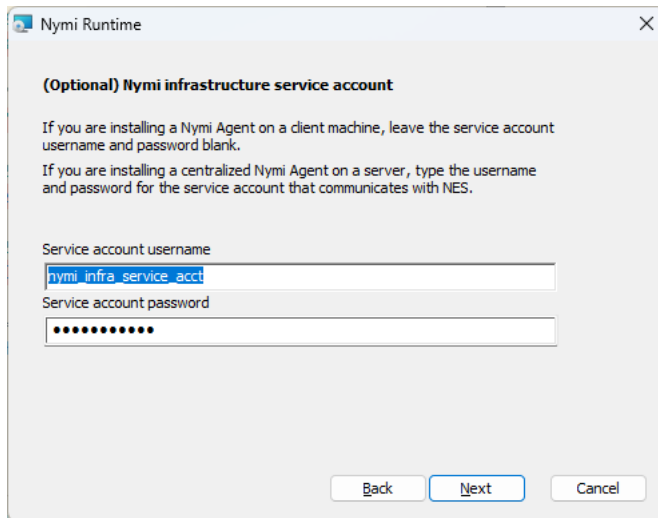 Nymi Runtime
(Optional) Nymi infrastructure service account
If you are installing a Nymi Agent on a client machine, leave the service account
username and password blank.
If you are installing a centralized Nymi Agent on a server, type the username
and password for the service account that communicates with NES.
Service account username
nymi_infra_service_acct
Service account password
•••••••••••
Back Next Cancel